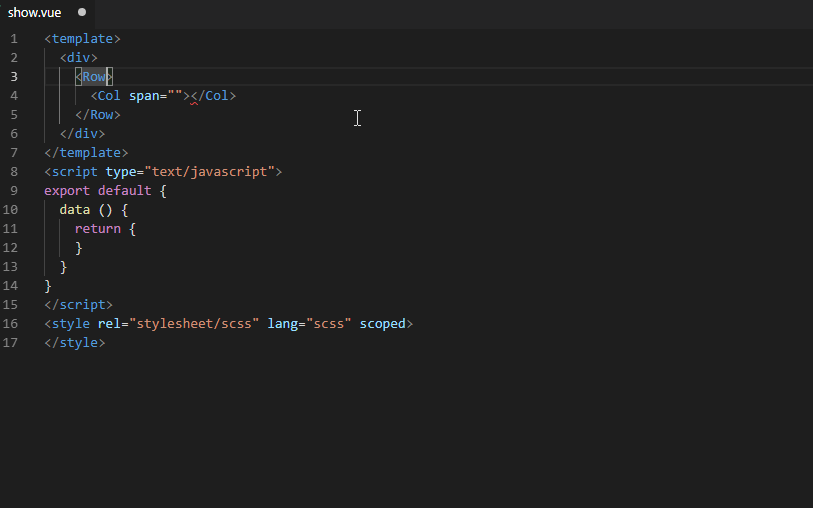 show.vue
1 <template>
2   <div>
3     <Row>
4       <Col span=""></Col>
5     </Row>
6   </div>
7 </template>
8 <script type="text/javascript">
9 export default {
10   data () {
11     return {
12     }
13   }
14 }
15 </script>
16 <style rel="stylesheet/scss" lang="scss" scoped>
17 </style>